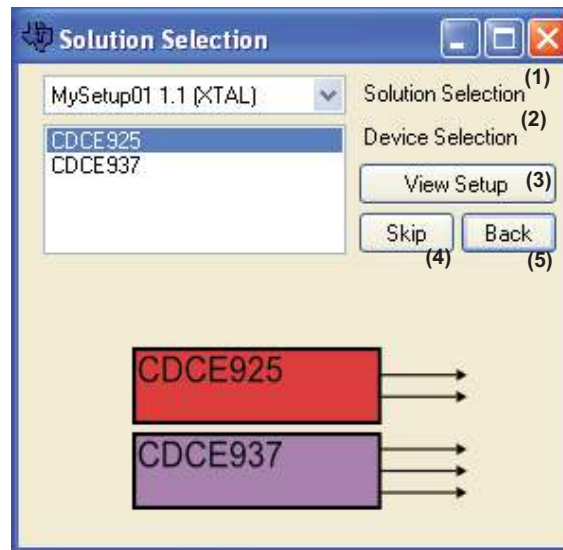 Solution Selection
MySetup01 1.1 (XTAL)
Solution Selection (1)
CDCE925
CDCE937
Device Selection (2)
View Setup (3)
Skip (4)
Back (5)
CDCE925
CDCE937